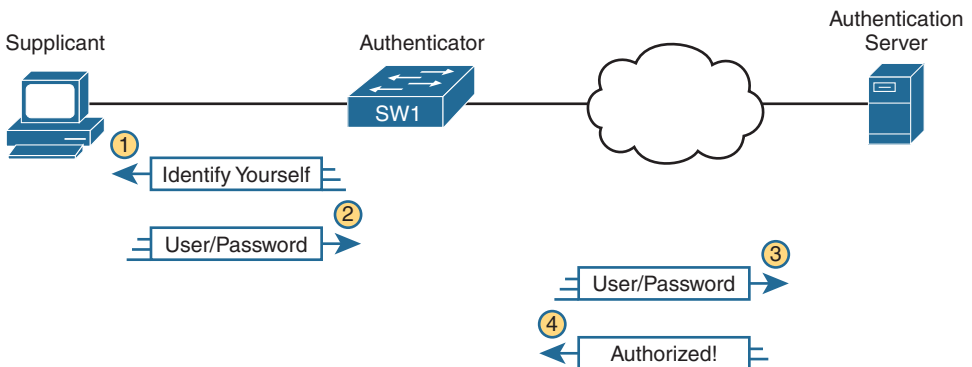 Supplicant
Authenticator
Authentication
Server
SW1
1
Identify Yourself
2
User/Password
3
User/Password
4
Authorized!